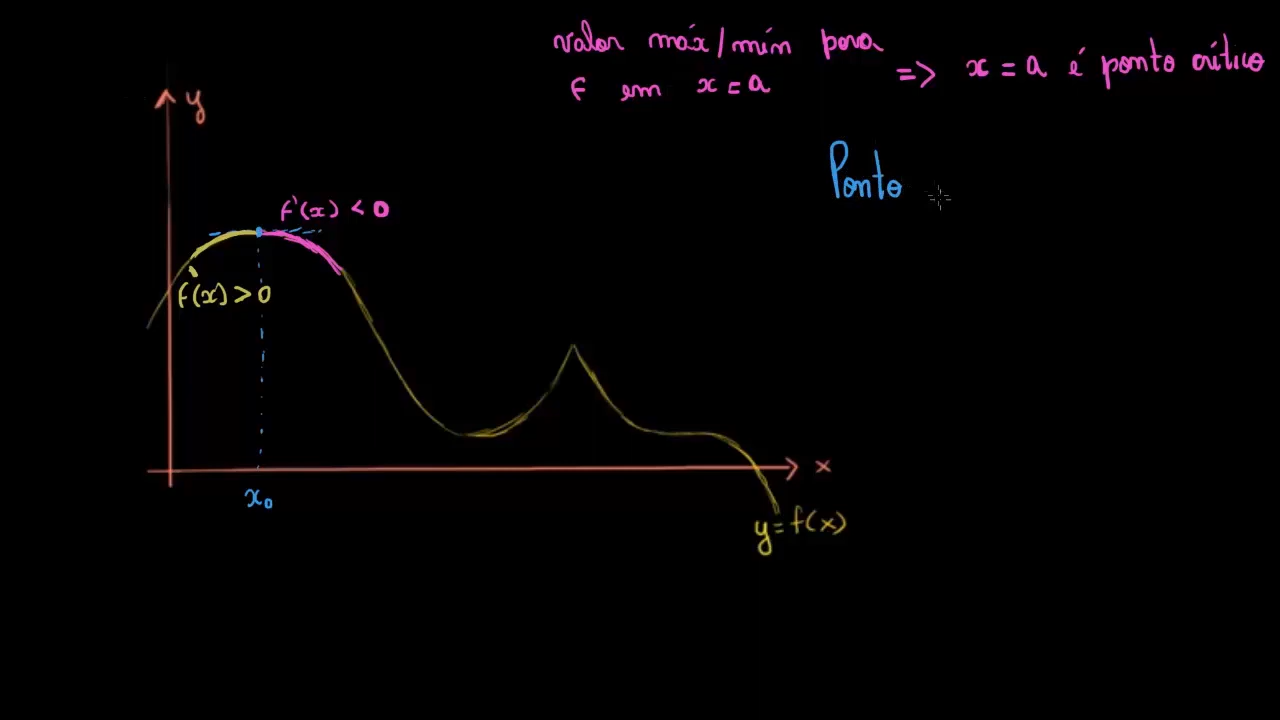 valor máx/mín para
f em x = a
=> x = a é ponto crítico
y
Ponto
f'(x) < 0
f'(x) > 0
x
x₀
y = f(x)